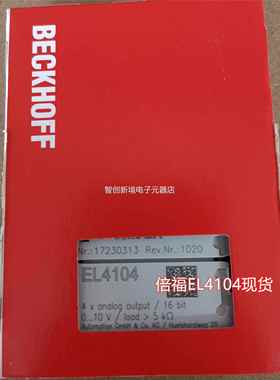 BECKHOFF
智创新境电子元器店
Nr.:17230313 Rev.Nr.:1020
EL4104
4 x analog output / 16 bit
0...10 V / load > 5 kΩ
倍福EL4104现货